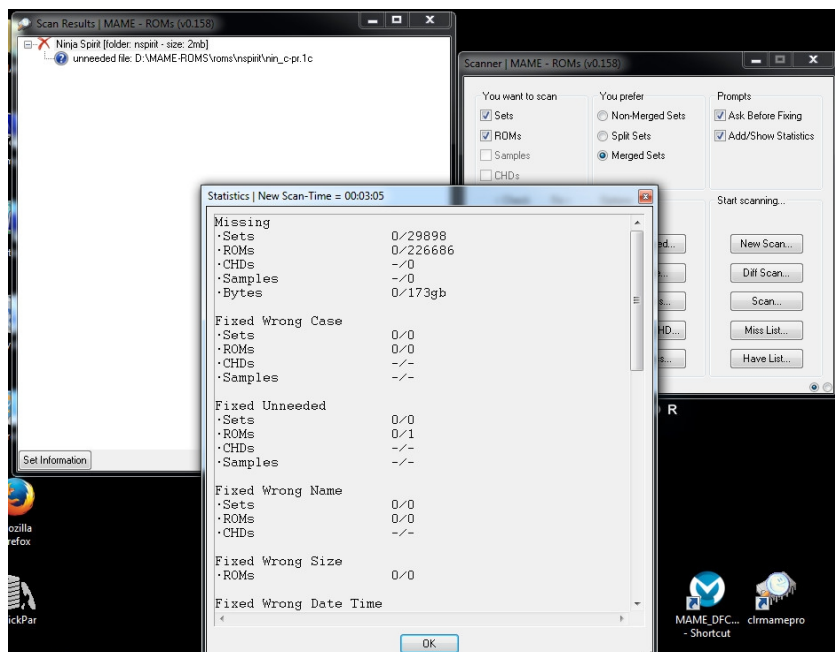 Scan Results | MAME - ROMs (v0.158)
Ninja Spirit [folder: nspirit - size: 2mb]
unneeded file: D:\MAME-ROMS\roms\nspirit\nin_c-pr.1c
Set Information
Scanner | MAME - ROMs (v0.158)
You want to scan
Sets
ROMs
Samples
CHDs
You prefer
Non-Merged Sets
Split Sets
Merged Sets
Prompts
Ask Before Fixing
Add/Show Statistics
Start scanning...
New Scan...
Diff Scan...
Scan...
Miss List...
Have List...
Statistics | New Scan-Time = 00:03:05
Missing
·Sets 0/29898
·ROMs 0/226686
·CHDs -/0
·Samples -/0
·Bytes 0/173gb
Fixed Wrong Case
·Sets 0/0
·ROMs 0/0
·CHDs -/-
·Samples -/-
Fixed Unneeded
·Sets 0/0
·ROMs 0/1
·CHDs -/-
·Samples -/-
Fixed Wrong Name
·Sets 0/0
·ROMs 0/0
·CHDs -/-
Fixed Wrong Size
·ROMs 0/0
Fixed Wrong Date Time
OK
R
ozilla
refox
ickPar
MAME_DFC...
- Shortcut
clrmamepro